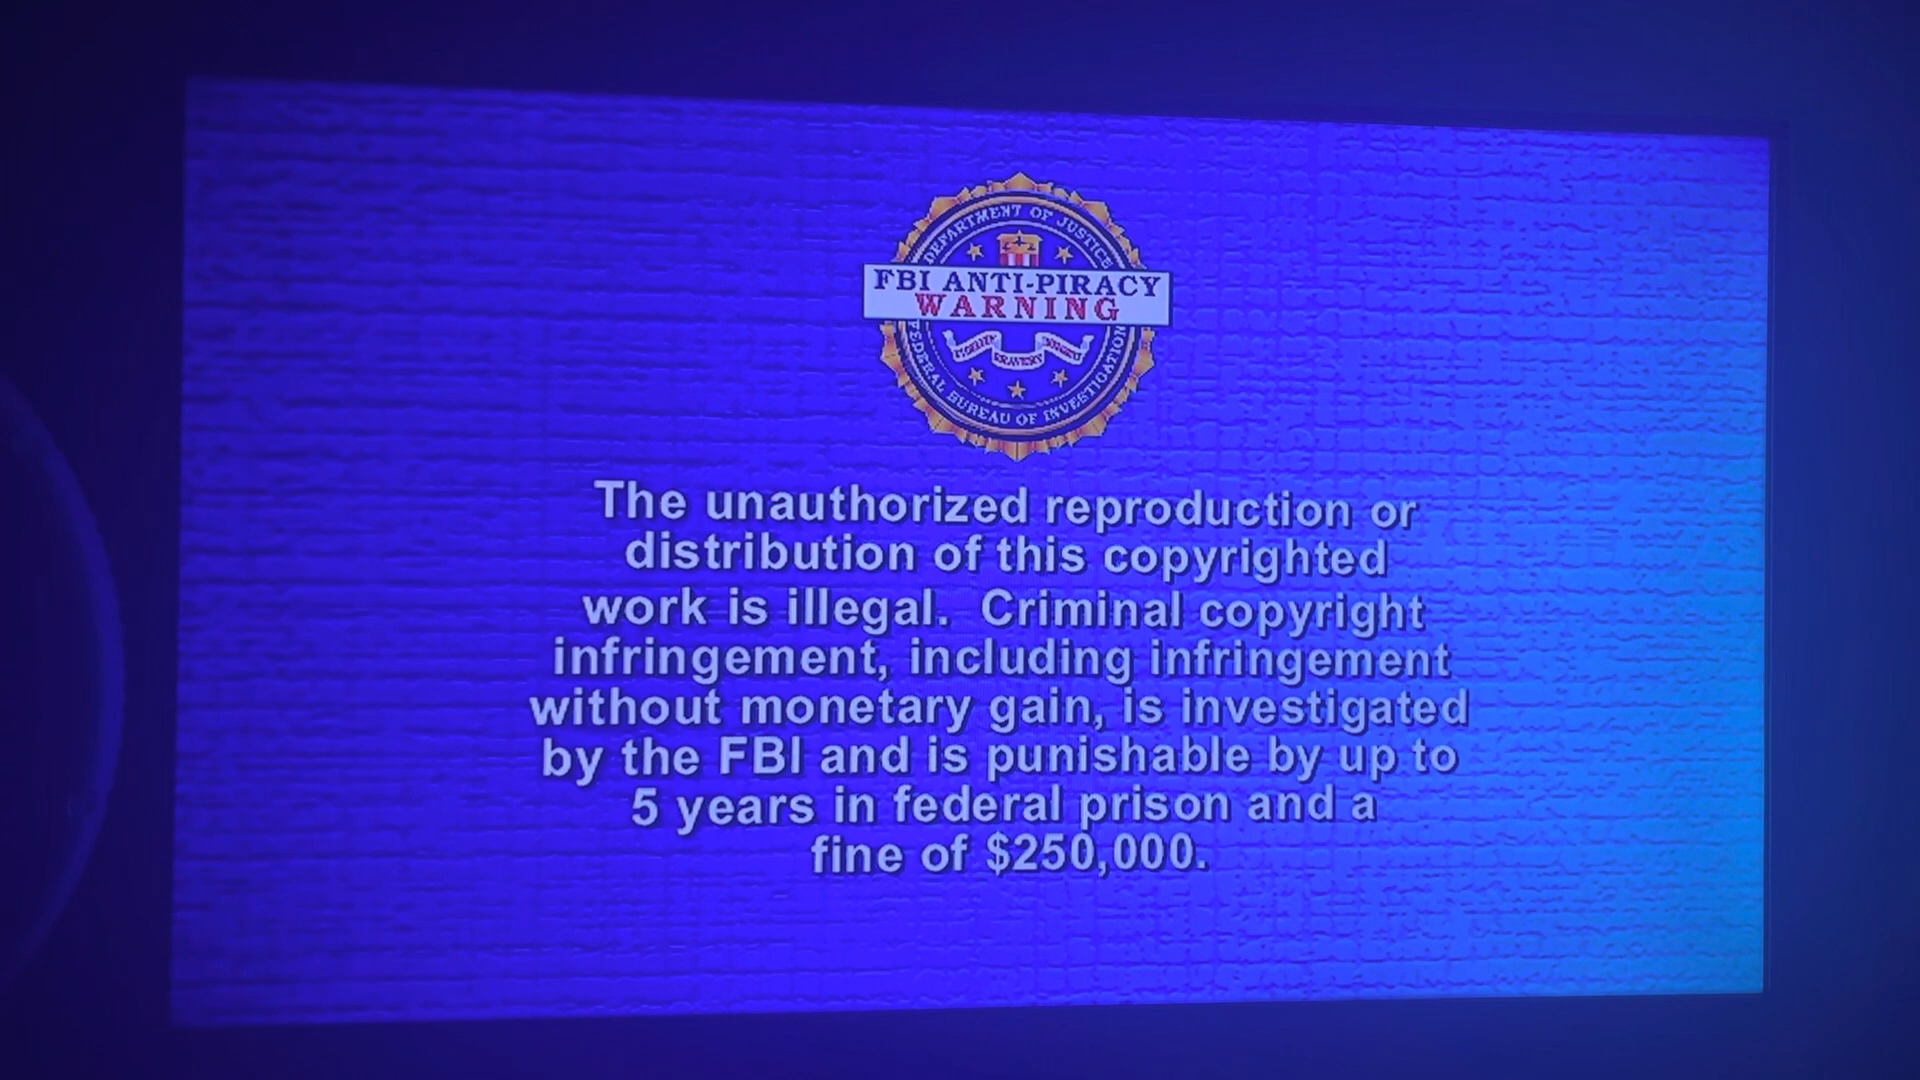 DEPARTMENT OF JUSTICE
FBI ANTI-PIRACY
WARNING
FEDERAL BUREAU OF INVESTIGATION
The unauthorized reproduction or
distribution of this copyrighted
work is illegal.  Criminal copyright
infringement, including infringement
without monetary gain, is investigated
by the FBI and is punishable by up to
5 years in federal prison and a
fine of $250,000.